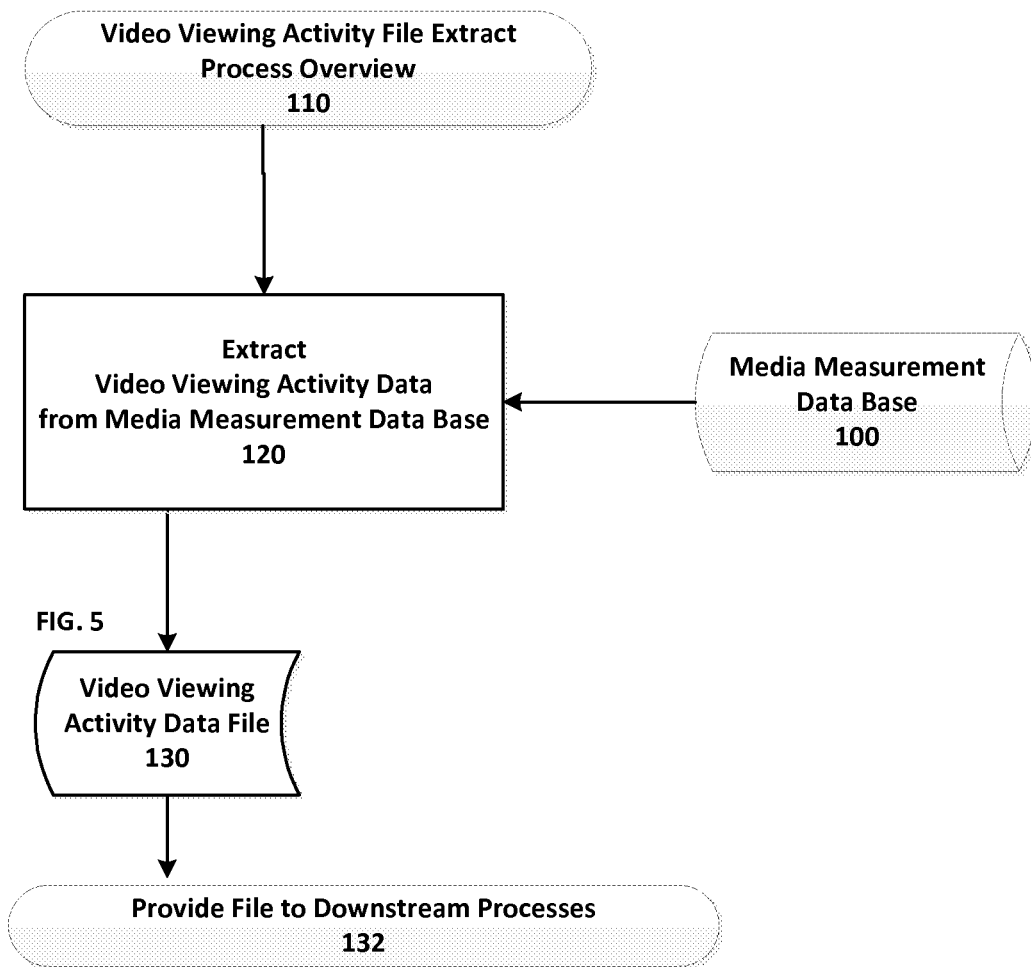 Video Viewing Activity File Extract
Process Overview
110
Extract
Video Viewing Activity Data
from Media Measurement Data Base
120
Media Measurement
Data Base
100
FIG. 5
Video Viewing
Activity Data File
130
Provide File to Downstream Processes
132